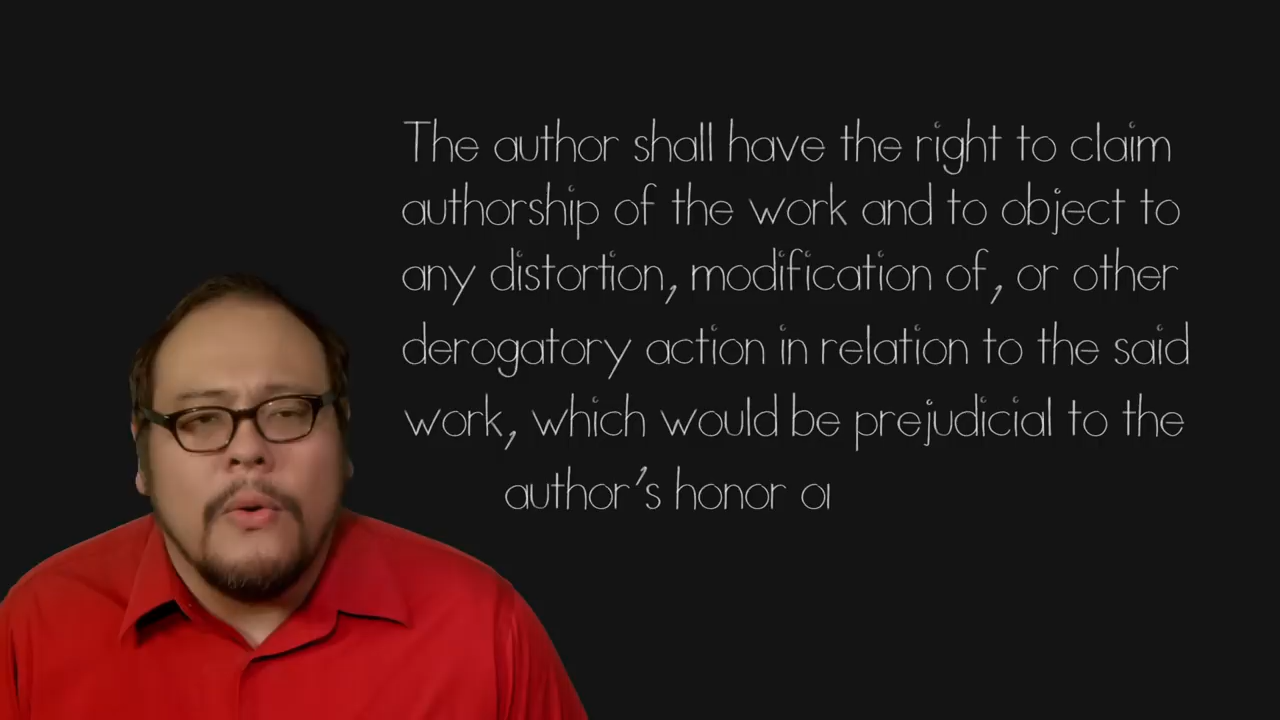 The author shall have the right to claim
authorship of the work and to object to
any distortion, modification of, or other
derogatory action in relation to the said
work, which would be prejudicial to the
author's honor